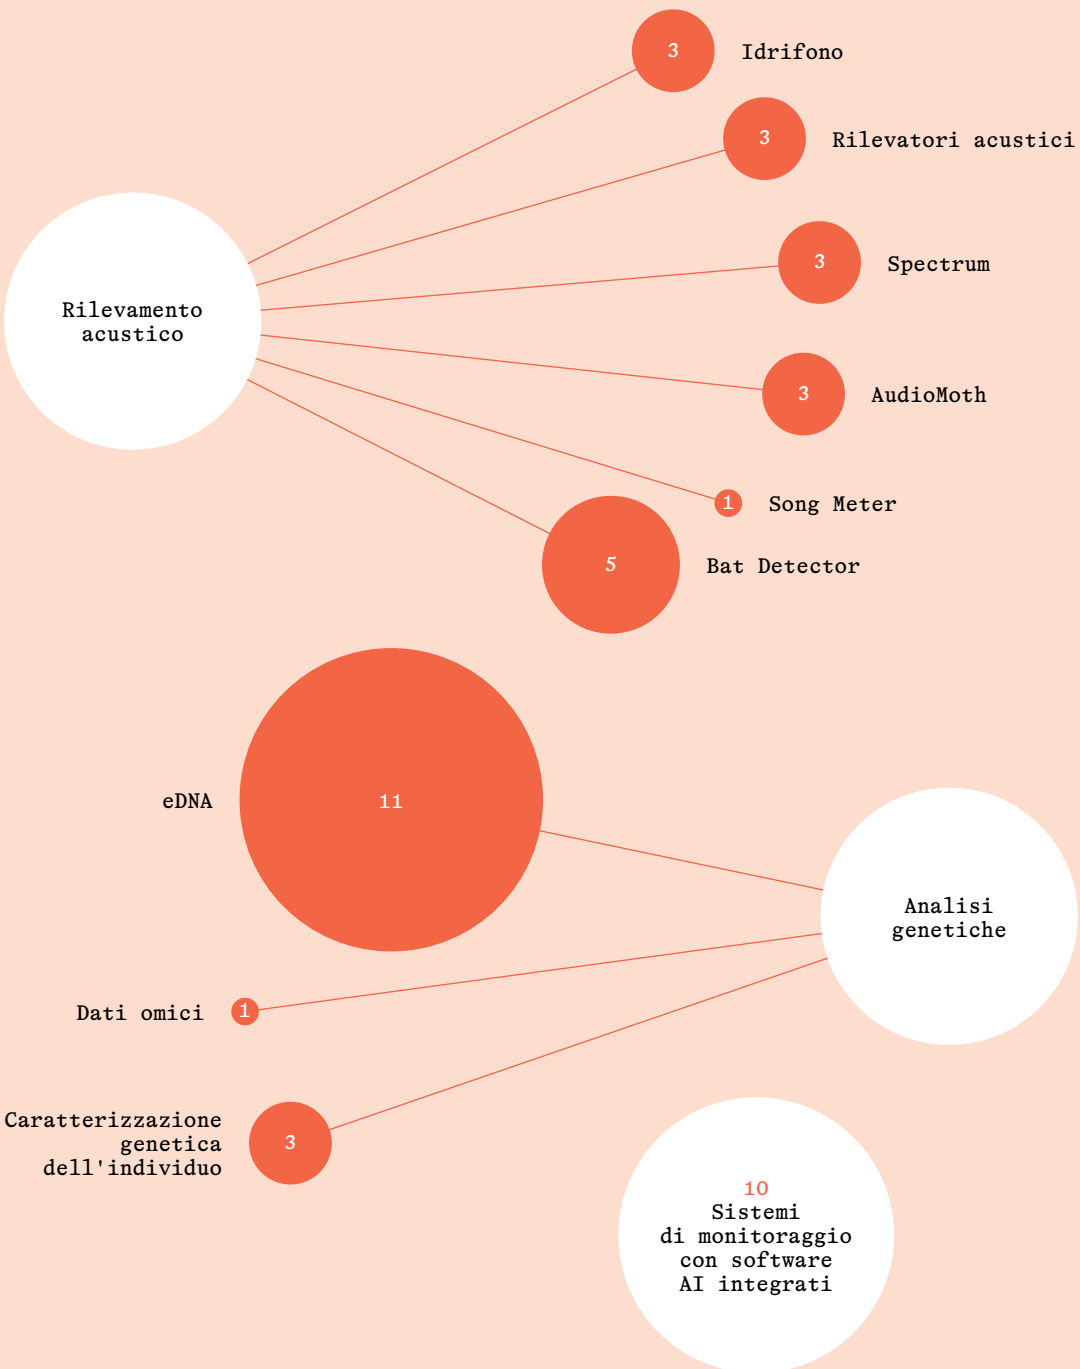 3
Idrifono
3
Rilevatori acustici
3
Spectrum
Rilevamento
acustico
3
AudioMoth
1
Song Meter
5
Bat Detector
eDNA
11
Analisi
genetiche
Dati omici
1
Caratterizzazione
genetica
dell'individuo
3
10
Sistemi
di monitoraggio
con software
AI integrati